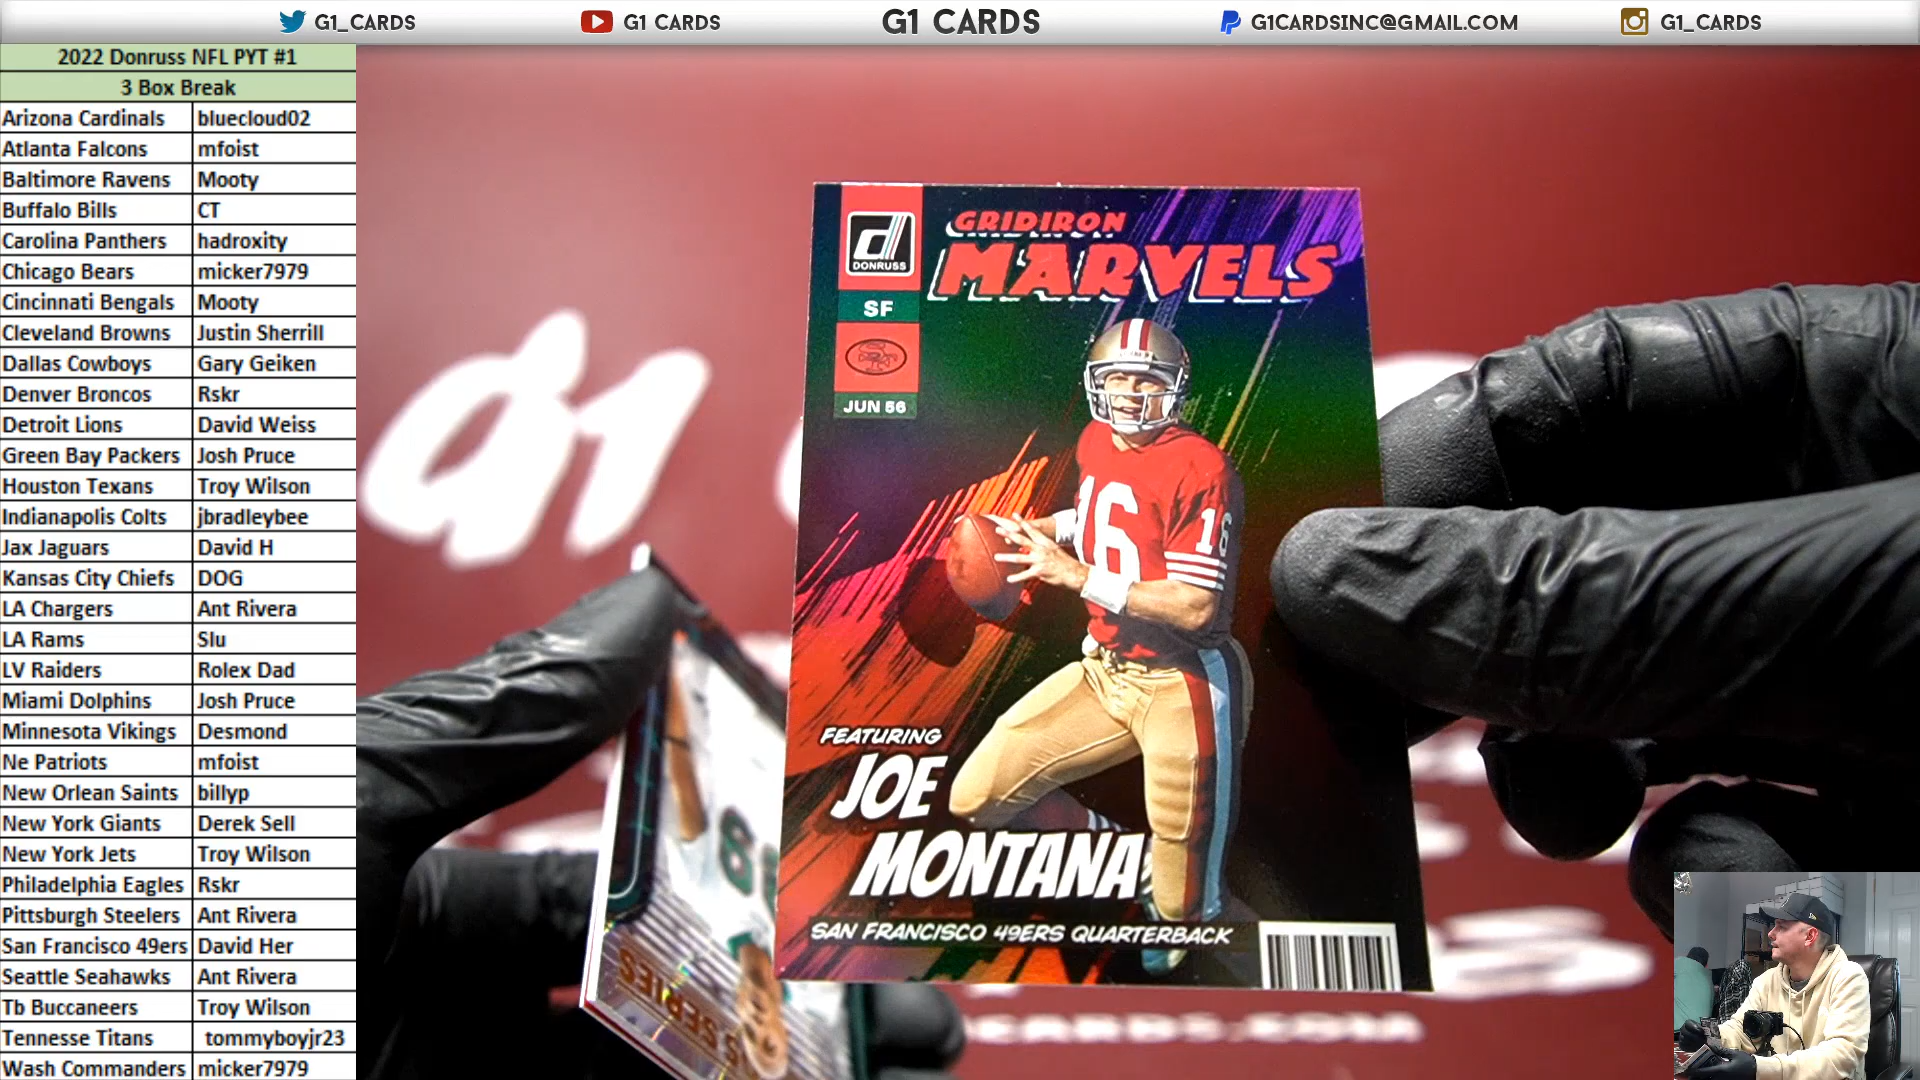 G1_CARDS
G1 CARDS
G1 CARDS
G1CARDSINC@GMAIL.COM
G1_CARDS
2022 Donruss NFL PYT #1
3 Box Break
Arizona Cardinals bluecloud02
Atlanta Falcons mfoist
Baltimore Ravens Mooty
Buffalo Bills CT
Carolina Panthers hadroxity
Chicago Bears micker7979
Cincinnati Bengals Mooty
Cleveland Browns Justin Sherrill
Dallas Cowboys Gary Geiken
Denver Broncos Rskr
Detroit Lions David Weiss
Green Bay Packers Josh Pruce
Houston Texans Troy Wilson
Indianapolis Colts jbradleybee
Jax Jaguars David H
Kansas City Chiefs DOG
LA Chargers Ant Rivera
LA Rams Slu
LV Raiders Rolex Dad
Miami Dolphins Josh Pruce
Minnesota Vikings Desmond
Ne Patriots mfoist
New Orlean Saints billyp
New York Giants Derek Sell
New York Jets Troy Wilson
Philadelphia Eagles Rskr
Pittsburgh Steelers Ant Rivera
San Francisco 49ers David Her
Seattle Seahawks Ant Rivera
Tb Buccaneers Troy Wilson
Tennesse Titans tommyboyjr23
Wash Commanders micker7979
d
DONRUSS
SF
SF
JUN 56
GRIDIRON
MARVELS
16
16
FEATURING
JOE
MONTANA
SAN FRANCISCO 49ERS QUARTERBACK
G1
SERIES
CARDS.COM